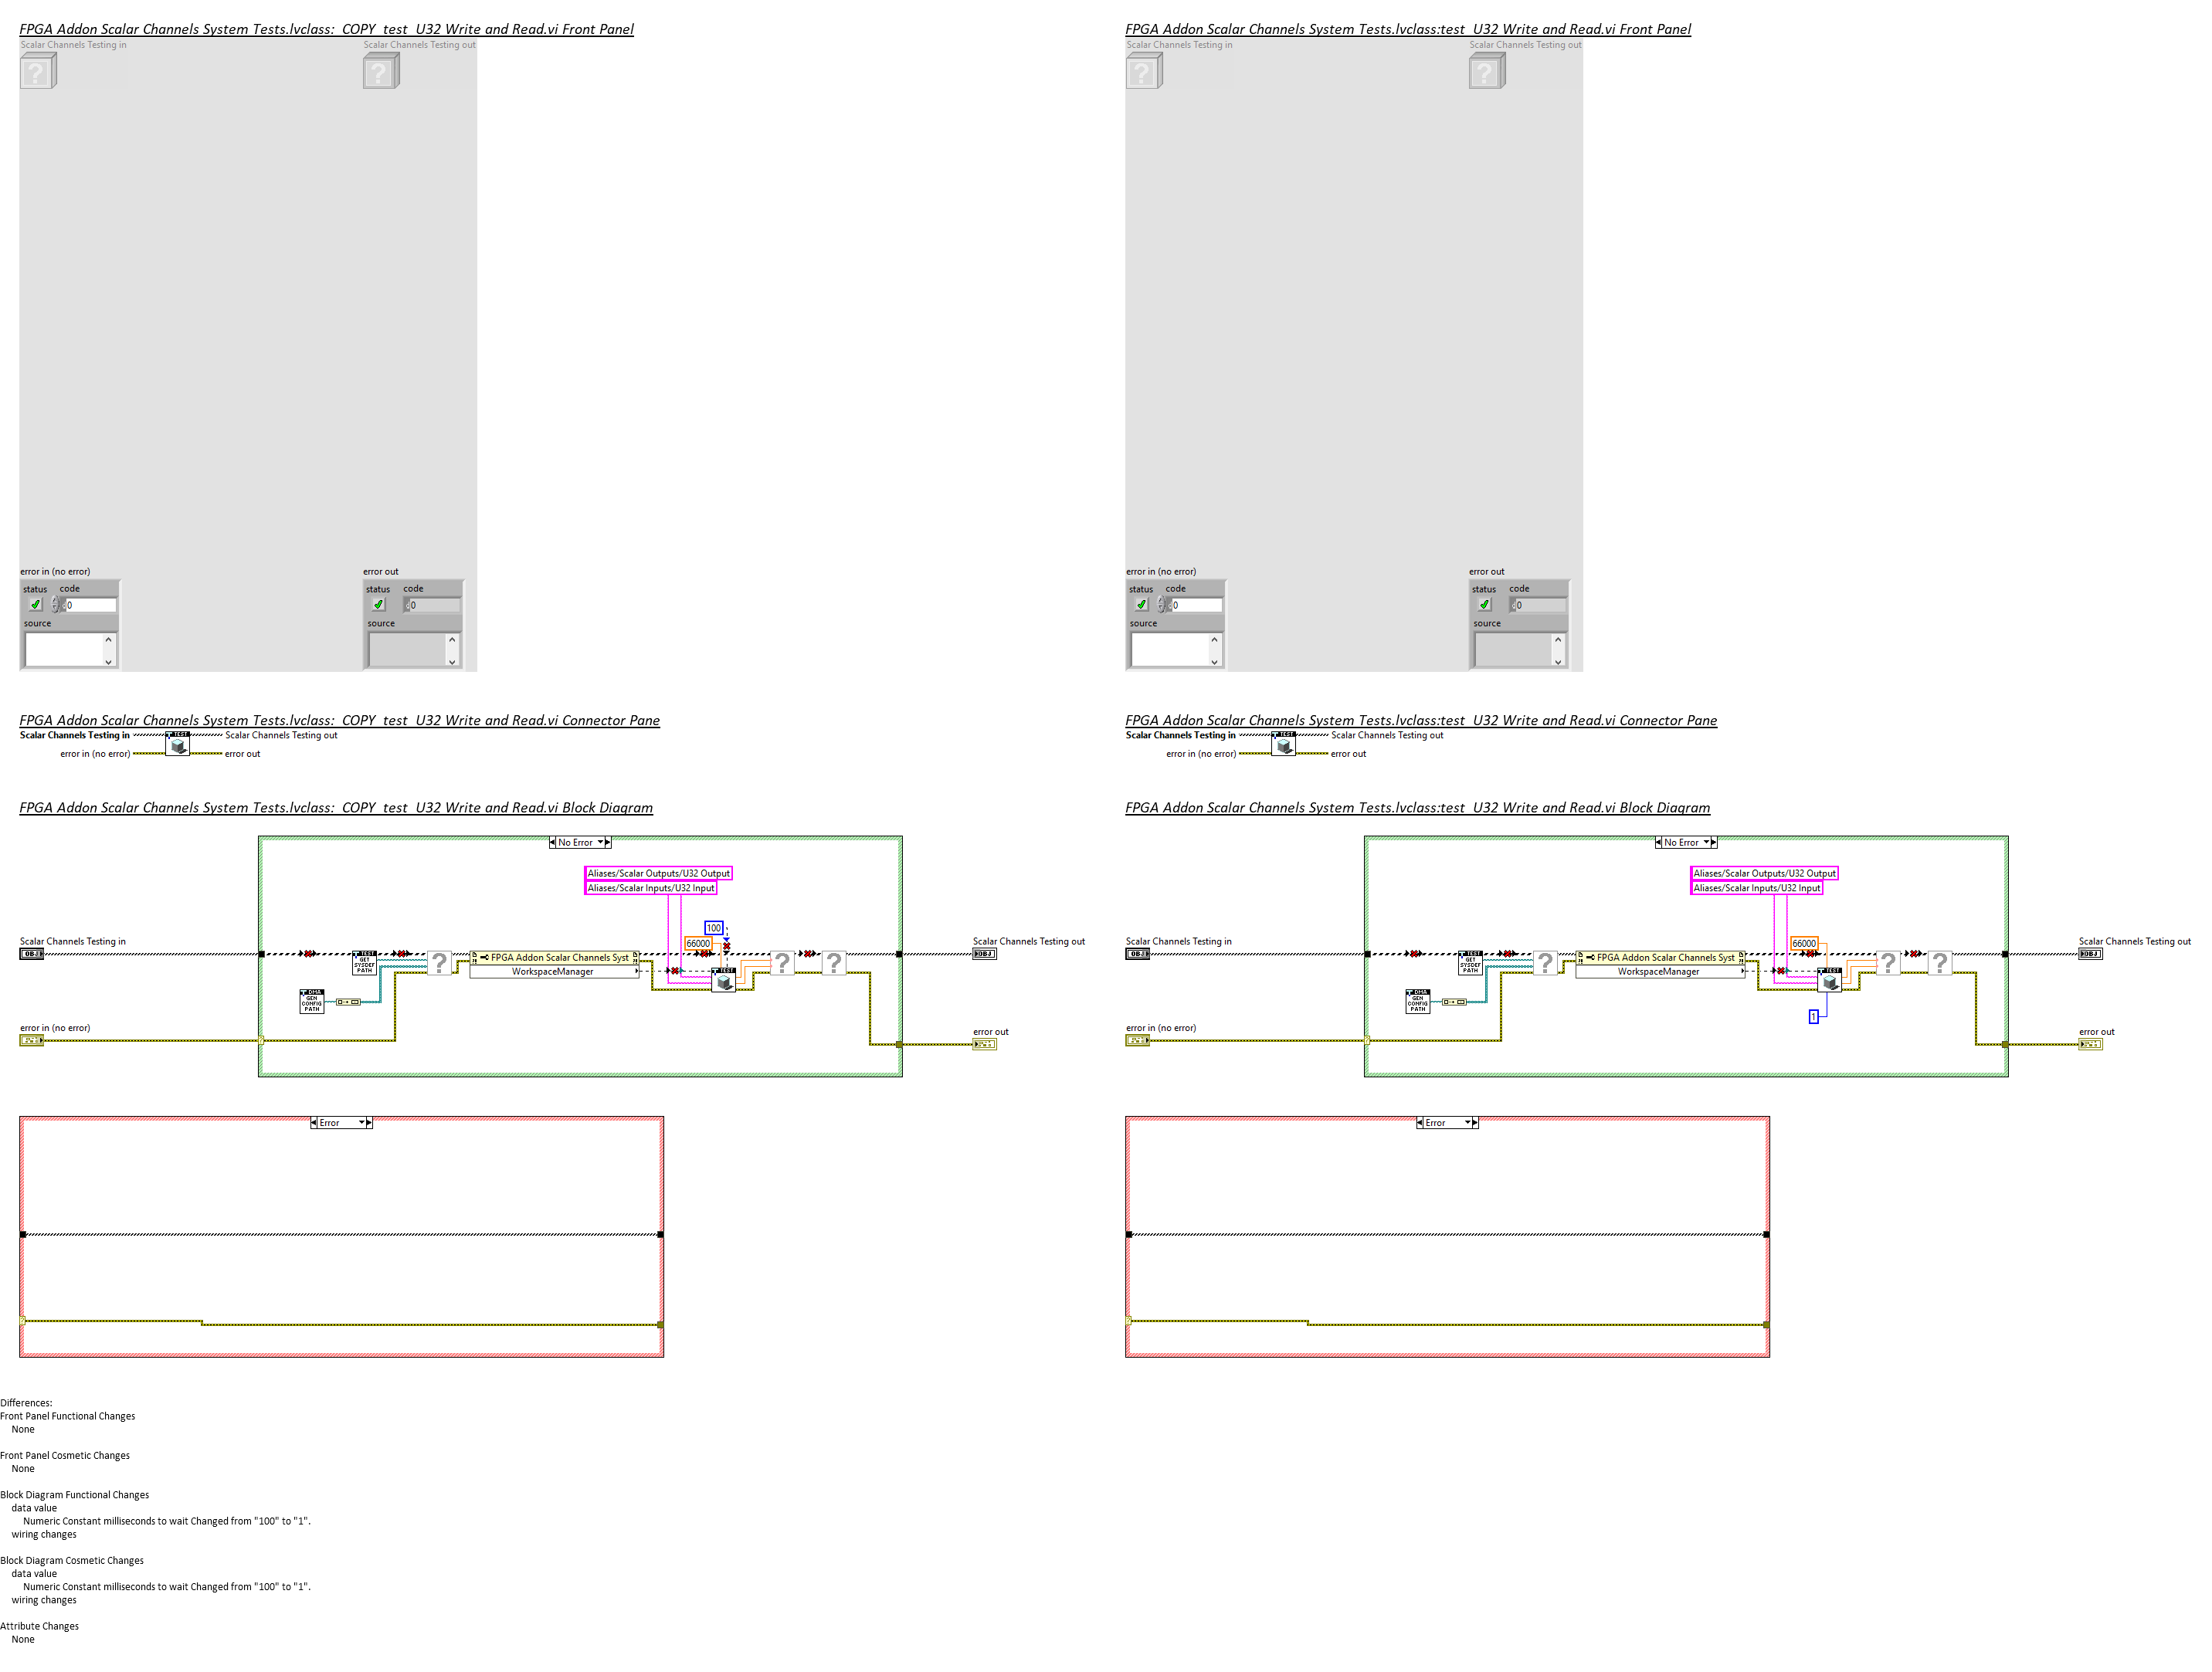 FPGA Addon Scalar Channels System Tests.lvclass:_COPY_test_U32 Write and Read.vi Front Panel
Scalar Channels Testing in
Scalar Channels Testing out
?
?
error in (no error)
error out
status code
0
source
status code
0
source
FPGA Addon Scalar Channels System Tests.lvclass:_COPY_test_U32 Write and Read.vi Connector Pane
Scalar Channels Testing in
TEST
Scalar Channels Testing out
error in (no error)
error out
FPGA Addon Scalar Channels System Tests.lvclass:_COPY_test_U32 Write and Read.vi Block Diagram
No Error
Aliases/Scalar Outputs/U32 Output
Aliases/Scalar Inputs/U32 Input
100
66000
Scalar Channels Testing in
OBJ
TEST
GET
SYSDEF
PATH
?
FPGA Addon Scalar Channels Syst
WorkspaceManager
TEST
?
?
Scalar Channels Testing out
OBJ
DMA
GEN
CONFIG
PATH
error in (no error)
?
error out
Error
?
FPGA Addon Scalar Channels System Tests.lvclass:test_U32 Write and Read.vi Front Panel
Scalar Channels Testing in
Scalar Channels Testing out
?
?
error in (no error)
error out
status code
0
source
status code
0
source
FPGA Addon Scalar Channels System Tests.lvclass:test_U32 Write and Read.vi Connector Pane
Scalar Channels Testing in
TEST
Scalar Channels Testing out
error in (no error)
error out
FPGA Addon Scalar Channels System Tests.lvclass:test_U32 Write and Read.vi Block Diagram
No Error
Aliases/Scalar Outputs/U32 Output
Aliases/Scalar Inputs/U32 Input
66000
Scalar Channels Testing in
OBJ
TEST
GET
SYSDEF
PATH
?
FPGA Addon Scalar Channels Syst
WorkspaceManager
TEST
?
?
Scalar Channels Testing out
OBJ
DMA
GEN
CONFIG
PATH
1
error in (no error)
?
error out
Error
?
Differences:
Front Panel Functional Changes
None
Front Panel Cosmetic Changes
None
Block Diagram Functional Changes
data value
Numeric Constant milliseconds to wait Changed from "100" to "1".
wiring changes
Block Diagram Cosmetic Changes
data value
Numeric Constant milliseconds to wait Changed from "100" to "1".
wiring changes
Attribute Changes
None